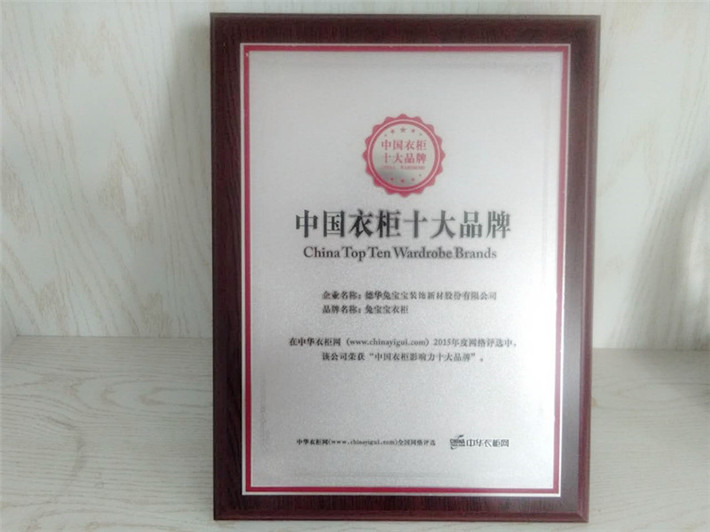 中国衣柜
十大品牌
中国衣柜十大品牌
China Top Ten Wardrobe Brands
企业名称：德华兔宝宝装饰新材股份有限公司
品牌名称：兔宝宝衣柜
在中华衣柜网（www.chinayigui.com）2015年度网络评选中，
该公司荣获“中国衣柜影响力十大品牌”。
中华衣柜网(www.chinayigui.com)全国网络评选
中华衣柜网